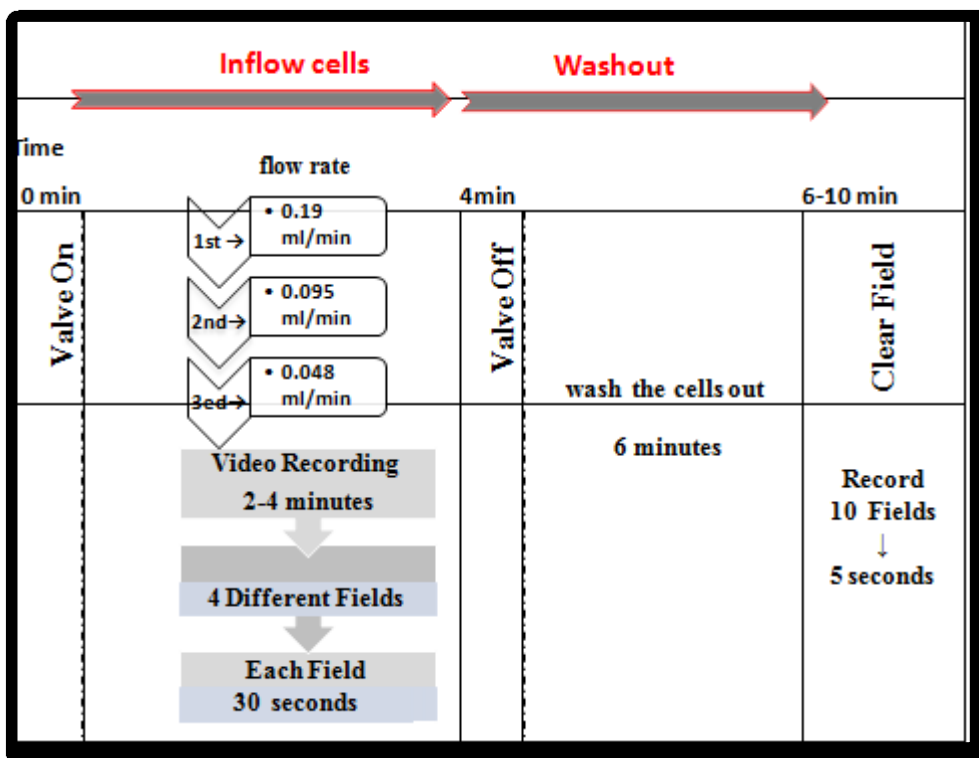 Inflow cells
Washout
Time
flow rate
0 min
4min
6-10 min
Valve On
1st →
• 0.19
ml/min
2nd→
• 0.095
ml/min
3ed→
• 0.048
ml/min
Valve Off
Clear Field
wash the cells out
6 minutes
Video Recording
2-4 minutes
4 Different Fields
Each Field
30 seconds
Record
10 Fields
↓
5 seconds